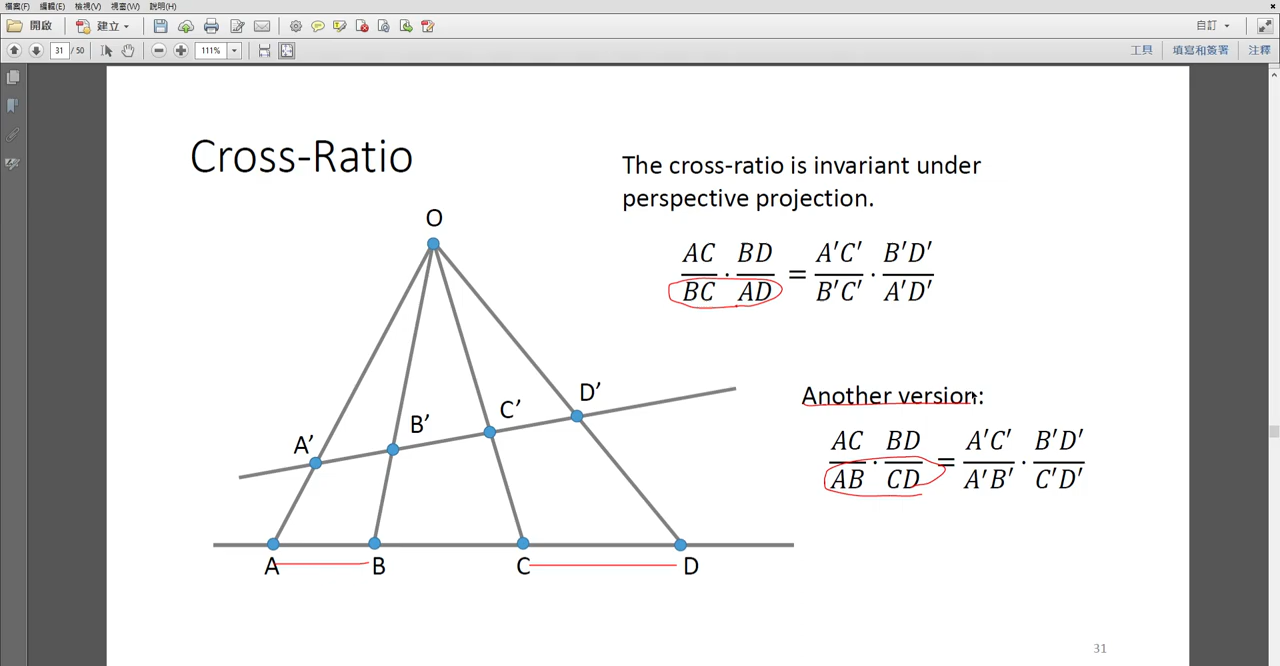 檔案(F) 編輯(E) 檢視(V) 視窗(W) 說明(H) ×
開啟 建立 自訂
31 / 50 111% 工具 填寫和簽署 注釋
Cross-Ratio
The cross-ratio is invariant under
perspective projection.
AC/BC · BD/AD = A′C′/B′C′ · B′D′/A′D′
Another version:
AC/AB · BD/CD = A′C′/A′B′ · B′D′/C′D′
O
A′ B′ C′ D′
A B C D
31